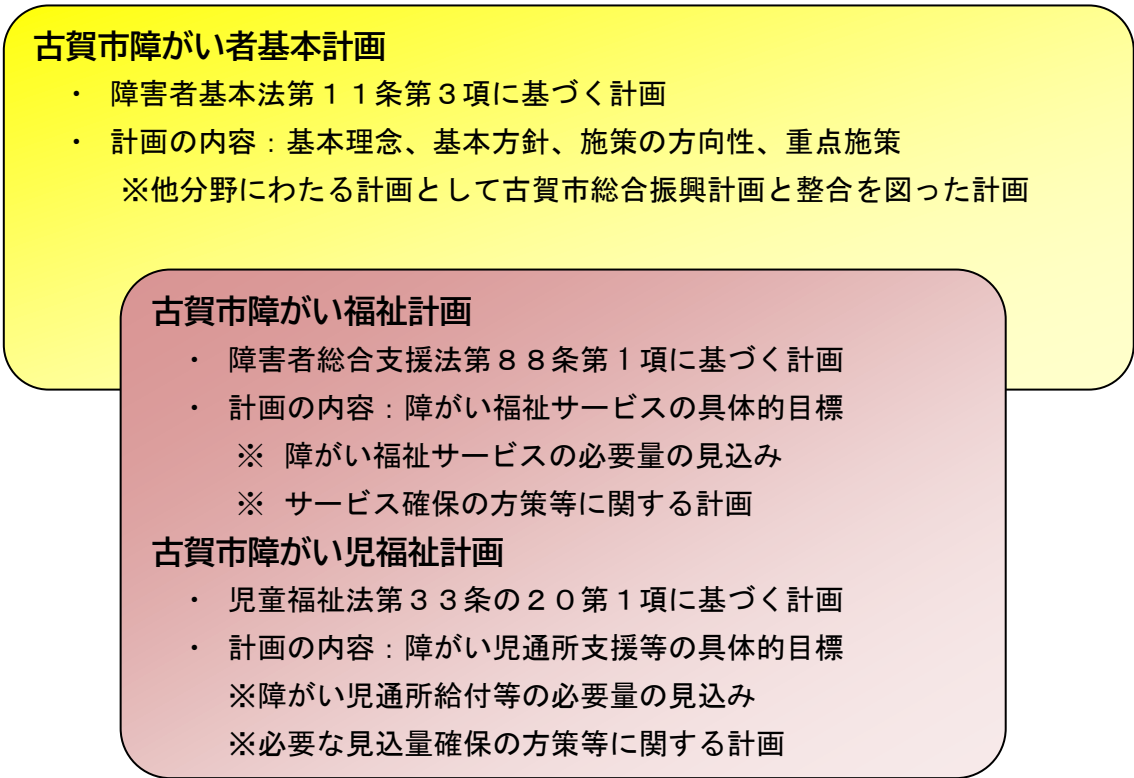 古賀市障がい者基本計画
・ 障害者基本法第１１条第３項に基づく計画
・ 計画の内容：基本理念、基本方針、施策の方向性、重点施策
※他分野にわたる計画として古賀市総合振興計画と整合を図った計画
古賀市障がい福祉計画
・ 障害者総合支援法第８８条第１項に基づく計画
・ 計画の内容：障がい福祉サービスの具体的目標
※ 障がい福祉サービスの必要量の見込み
※ サービス確保の方策等に関する計画
古賀市障がい児福祉計画
・ 児童福祉法第３３条の２０第１項に基づく計画
・ 計画の内容：障がい児通所支援等の具体的目標
※障がい児通所給付等の必要量の見込み
※必要な見込量確保の方策等に関する計画